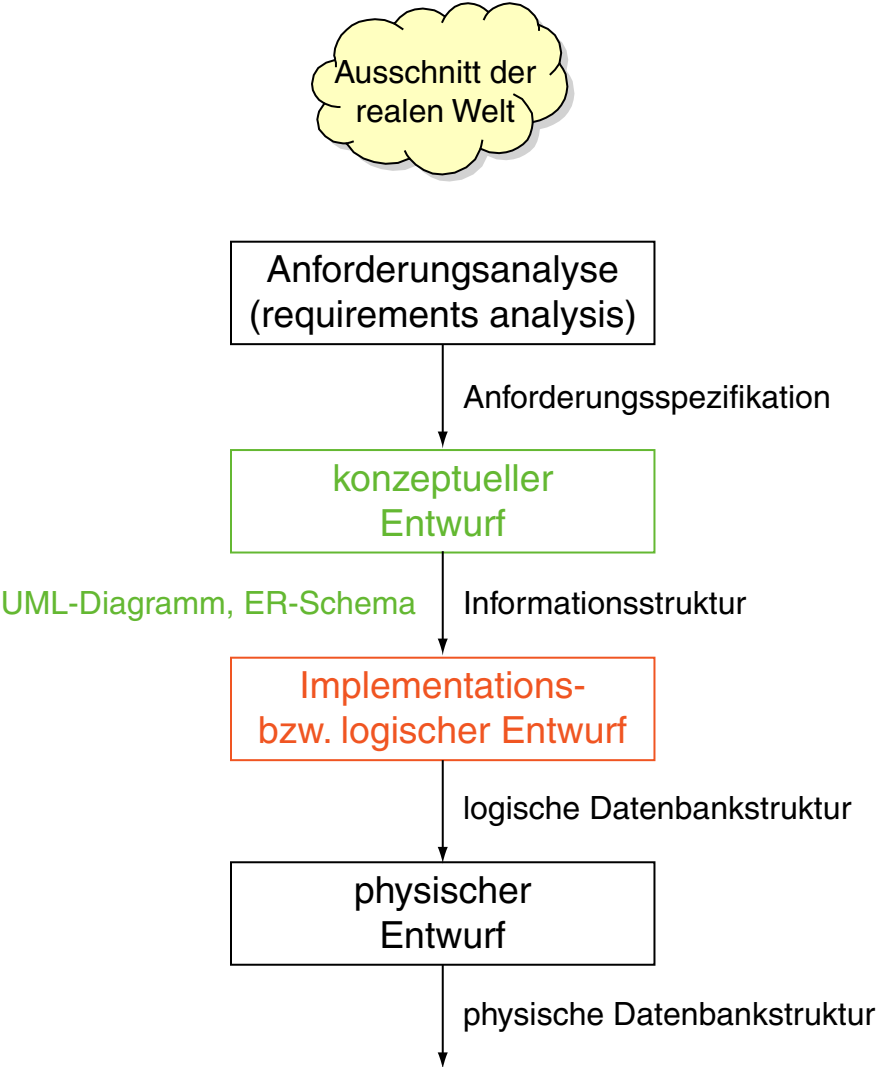 Ausschnitt der
realen Welt
Anforderungsanalyse
(requirements analysis)
Anforderungsspezifikation
konzeptueller
Entwurf
UML-Diagramm, ER-Schema
Informationsstruktur
Implementations-
bzw. logischer Entwurf
logische Datenbankstruktur
physischer
Entwurf
physische Datenbankstruktur